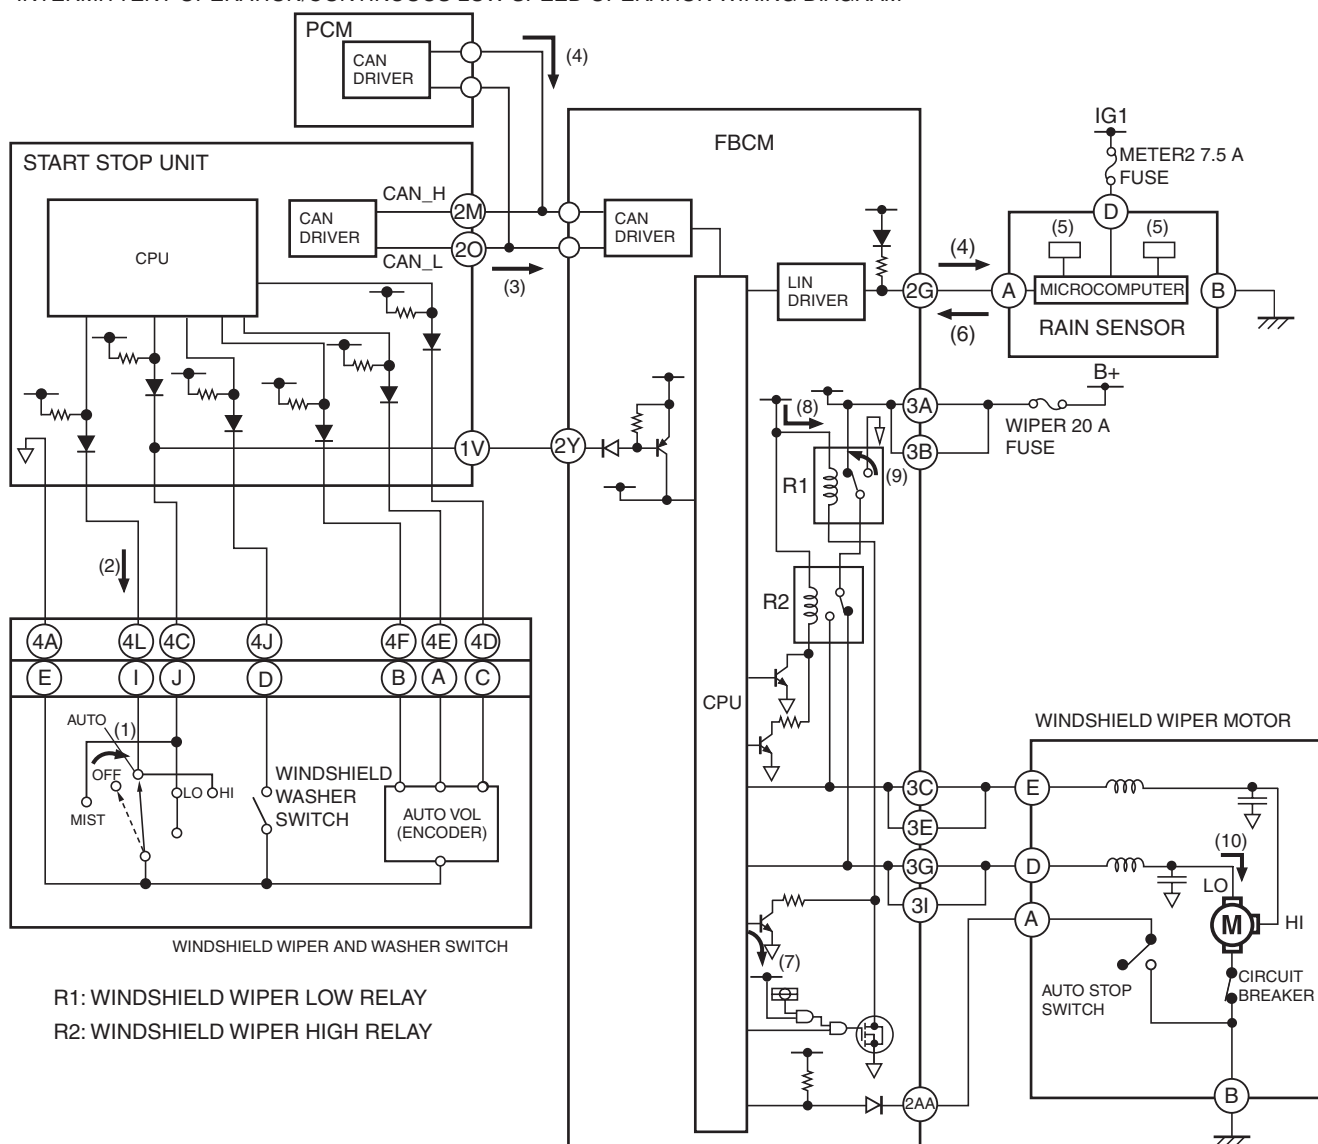 INTERMITTENT OPERATION/CONTINUOUS LOW SPEED OPERATION WIRING DIAGRAM
PCM
CAN
DRIVER
(4)
START STOP UNIT
CPU
CAN
DRIVER
CAN_H
CAN_L
2M
2O
(3)
FBCM
CAN
DRIVER
LIN
DRIVER
2G
(4)
(6)
IG1
METER2 7.5 A
FUSE
D
(5)
(5)
A
MICROCOMPUTER
B
RAIN SENSOR
B+
3A
3B
WIPER 20 A
FUSE
(8)
R1
(9)
1V
2Y
R2
CPU
(2)
4A
4L
4C
4J
4F
4E
4D
E
I
J
D
B
A
C
AUTO
(1)
OFF
MIST
LO
HI
WINDSHIELD
WASHER
SWITCH
AUTO VOL
(ENCODER)
WINDSHIELD WIPER AND WASHER SWITCH
R1: WINDSHIELD WIPER LOW RELAY
R2: WINDSHIELD WIPER HIGH RELAY
3C
3E
3G
3I
(7)
2AA
WINDSHIELD WIPER MOTOR
E
D
A
(10)
LO
M
HI
AUTO STOP
SWITCH
CIRCUIT
BREAKER
B